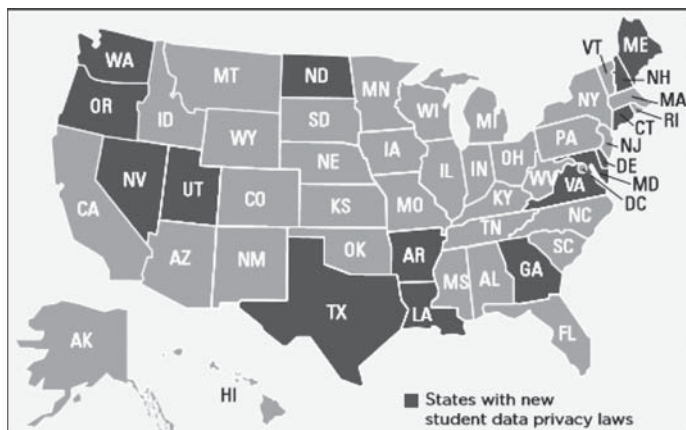 WA
MT
ND
MN
VT
ME
NH
MA
RI
CT
NJ
DE
MD
DC
OR
ID
WY
SD
WI
MI
NY
PA
NV
UT
CO
NE
IA
IL
IN
OH
WV
VA
CA
KS
MO
KY
NC
TN
AZ
NM
OK
AR
SC
MS
AL
GA
TX
LA
FL
AK
HI
States with new
student data privacy laws